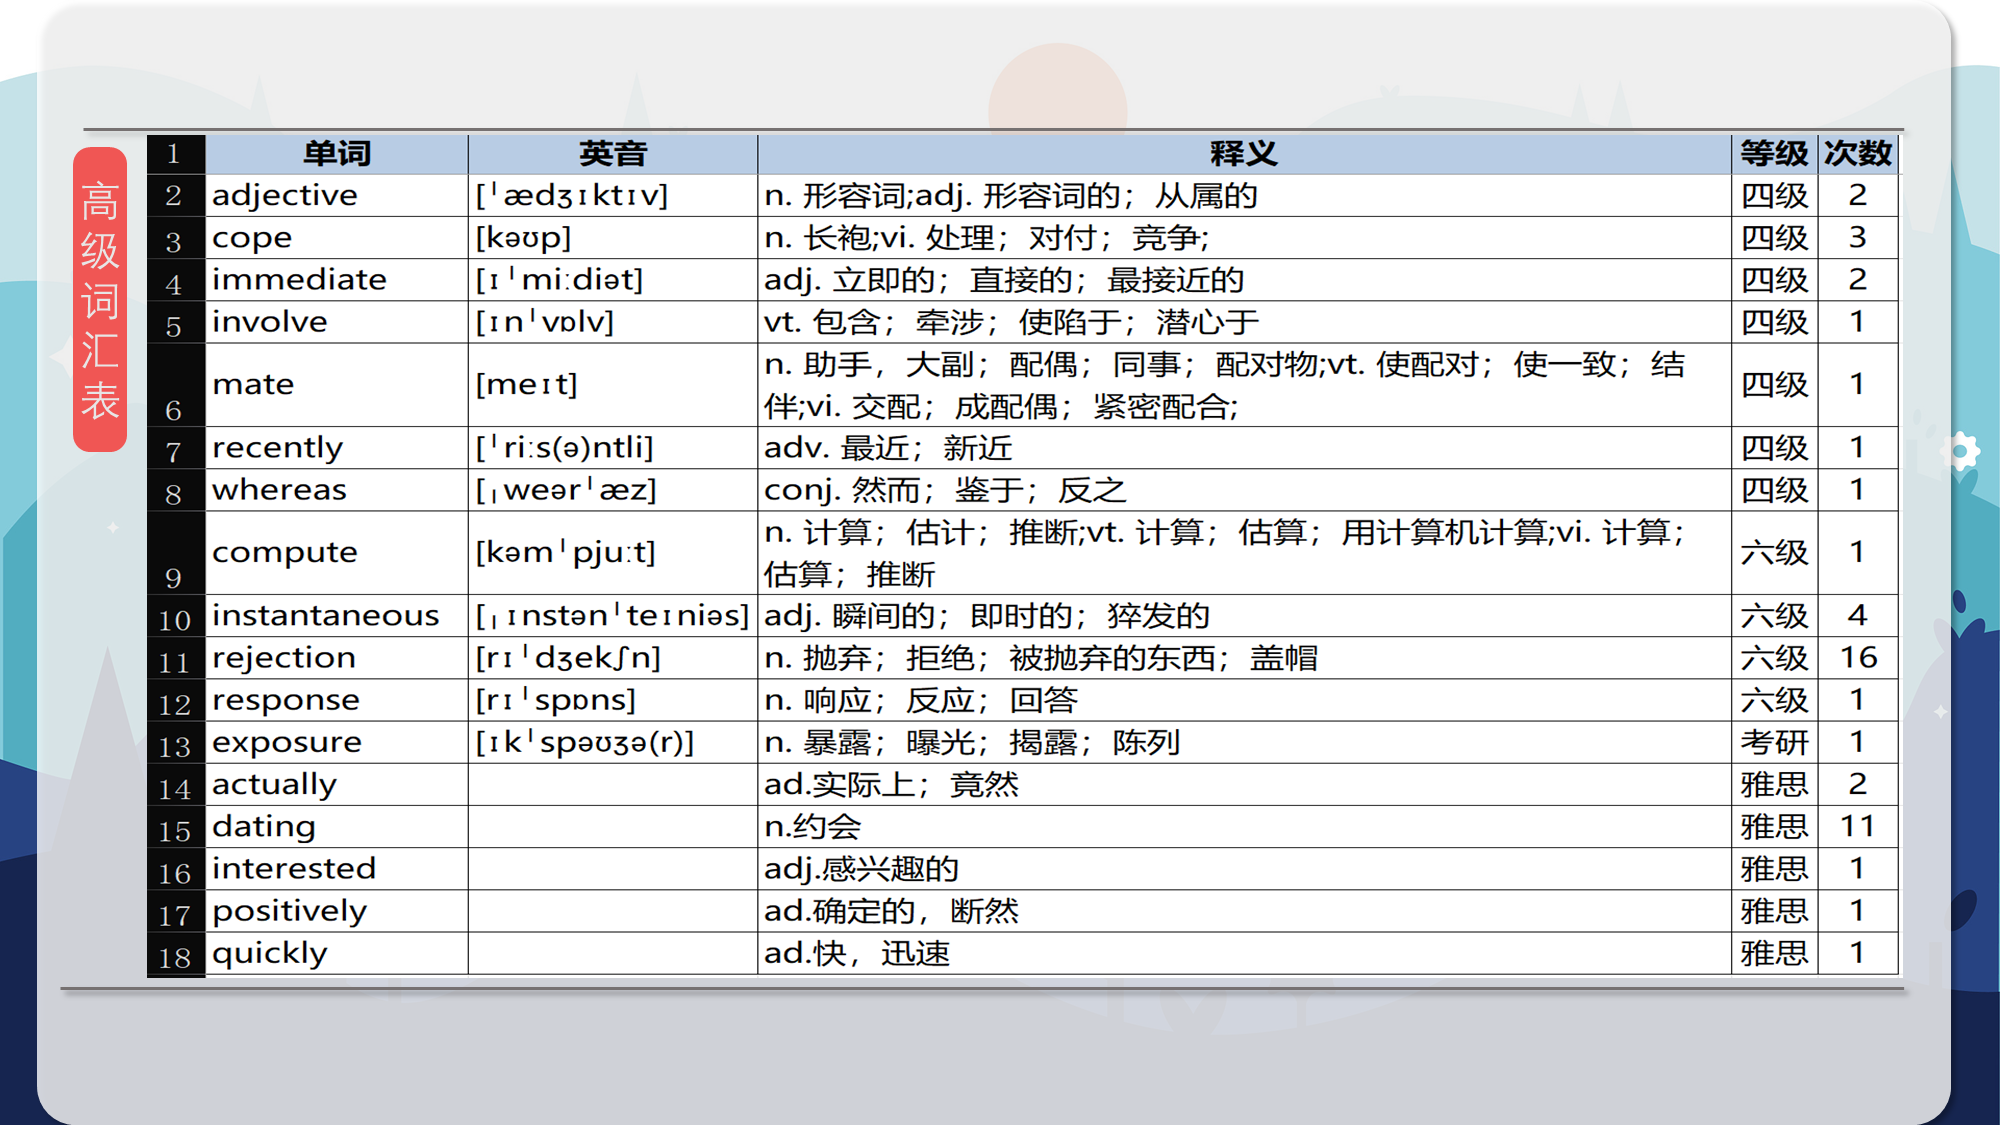 高级词汇表
1 单词 英音 释义 等级 次数
2 adjective [ˈædʒɪktɪv] n. 形容词;adj. 形容词的；从属的 四级 2
3 cope [kəʊp] n. 长袍;vi. 处理；对付；竞争; 四级 3
4 immediate [ɪˈmiːdiət] adj. 立即的；直接的；最接近的 四级 2
5 involve [ɪnˈvɒlv] vt. 包含；牵涉；使陷于；潜心于 四级 1
6 mate [meɪt] n. 助手，大副；配偶；同事；配对物;vt. 使配对；使一致；结
伴;vi. 交配；成配偶；紧密配合; 四级 1
7 recently [ˈriːs(ə)ntli] adv. 最近；新近 四级 1
8 whereas [ˌweərˈæz] conj. 然而；鉴于；反之 四级 1
9 compute [kəmˈpjuːt] n. 计算；估计；推断;vt. 计算；估算；用计算机计算;vi. 计算；
估算；推断 六级 1
10 instantaneous [ˌɪnstənˈteɪniəs] adj. 瞬间的；即时的；猝发的 六级 4
11 rejection [rɪˈdʒekʃn] n. 抛弃；拒绝；被抛弃的东西；盖帽 六级 16
12 response [rɪˈspɒns] n. 响应；反应；回答 六级 1
13 exposure [ɪkˈspəʊʒə(r)] n. 暴露；曝光；揭露；陈列 考研 1
14 actually ad.实际上；竟然 雅思 2
15 dating n.约会 雅思 11
16 interested adj.感兴趣的 雅思 1
17 positively ad.确定的，断然 雅思 1
18 quickly ad.快，迅速 雅思 1